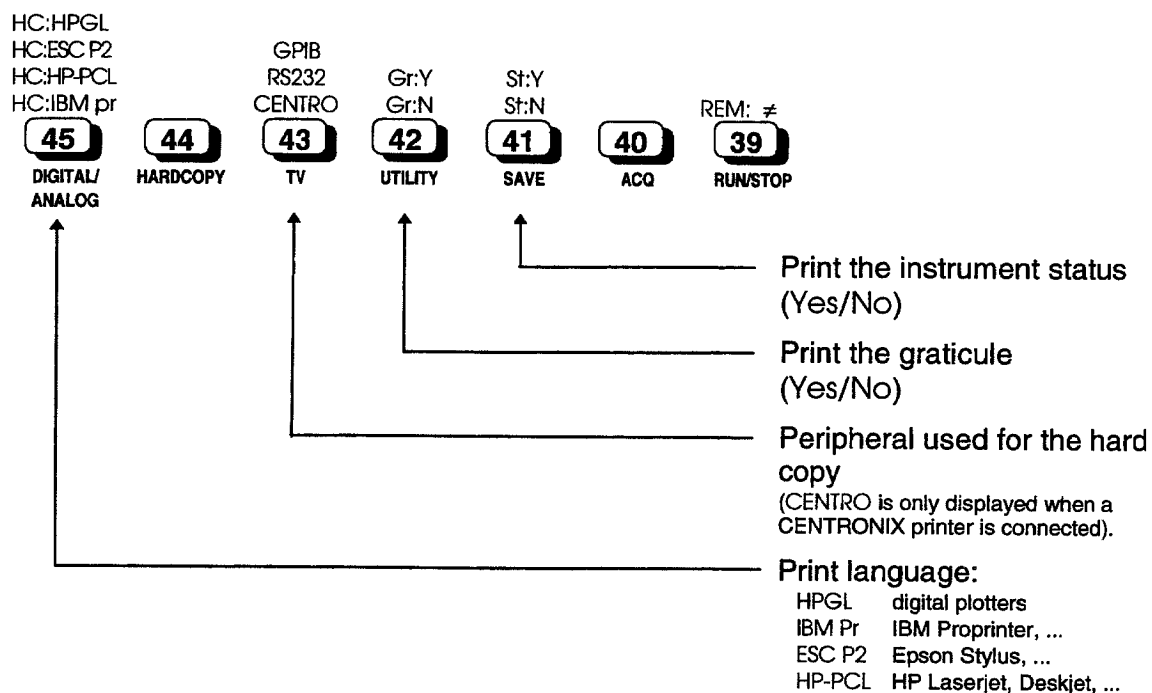 HC:HPGL
HC:ESC P2
HC:HP-PCL
HC:IBM pr
GPIB
RS232
CENTRO
Gr:Y
Gr:N
St:Y
St:N
REM: ≠
45
44
43
42
41
40
39
DIGITAL/
ANALOG
HARDCOPY
TV
UTILITY
SAVE
ACQ
RUN/STOP
Print the instrument status
(Yes/No)
Print the graticule
(Yes/No)
Peripheral used for the hard
copy
(CENTRO is only displayed when a
CENTRONIX printer is connected).
Print language:
HPGL digital plotters
IBM Pr IBM Proprinter, ...
ESC P2 Epson Stylus, ...
HP-PCL HP Laserjet, Deskjet, ...